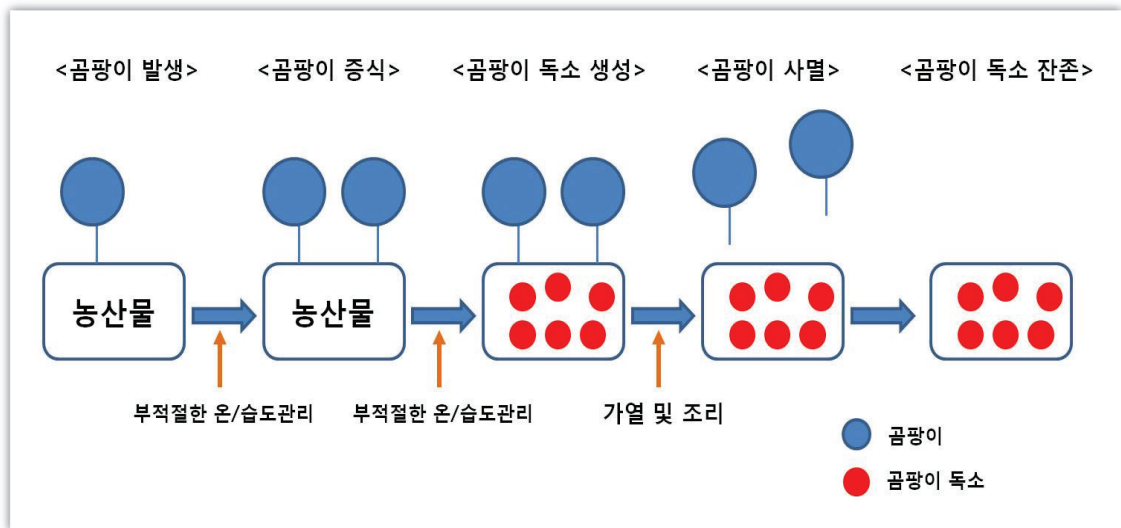 <곰팡이 발생> <곰팡이 증식> <곰팡이 독소 생성> <곰팡이 사멸> <곰팡이 독소 잔존>
농산물 농산물
부적절한 온/습도관리 부적절한 온/습도관리 가열 및 조리
곰팡이
곰팡이 독소